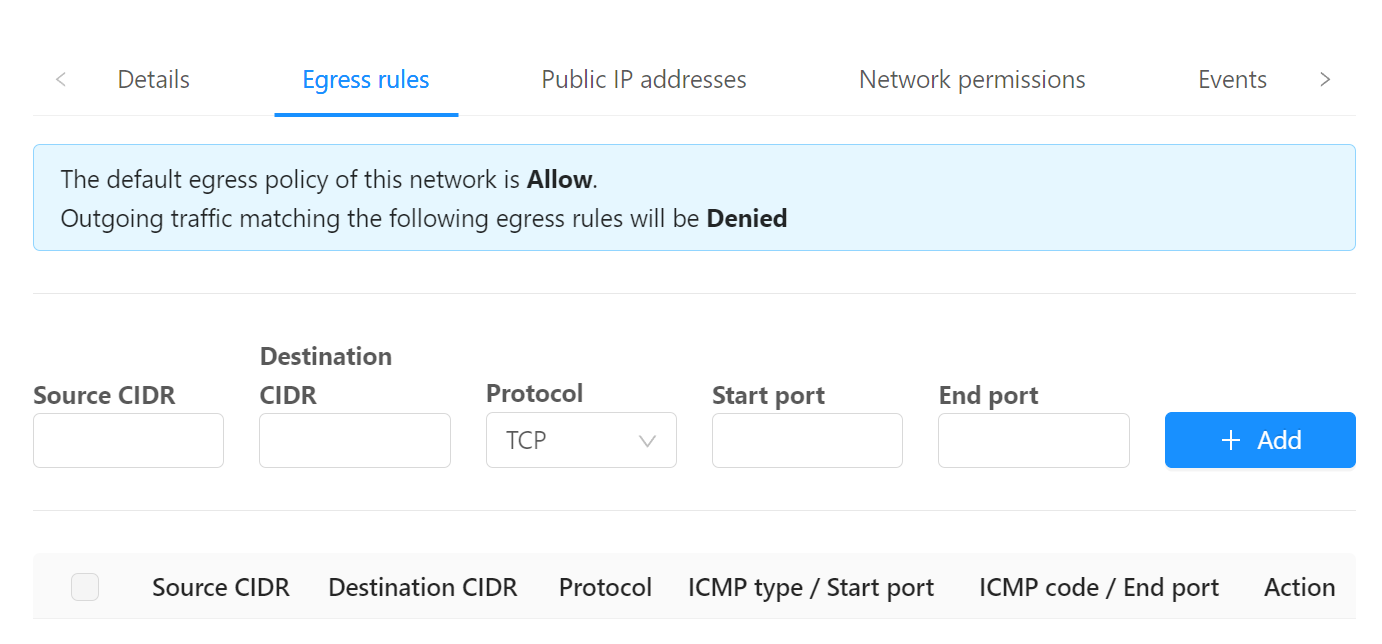 Details Egress rules Public IP addresses Network permissions Events
The default egress policy of this network is Allow.
Outgoing traffic matching the following egress rules will be Denied
Source CIDR
Destination
CIDR
Protocol
Start port
End port
TCP
+ Add
Source CIDR Destination CIDR Protocol ICMP type / Start port ICMP code / End port Action